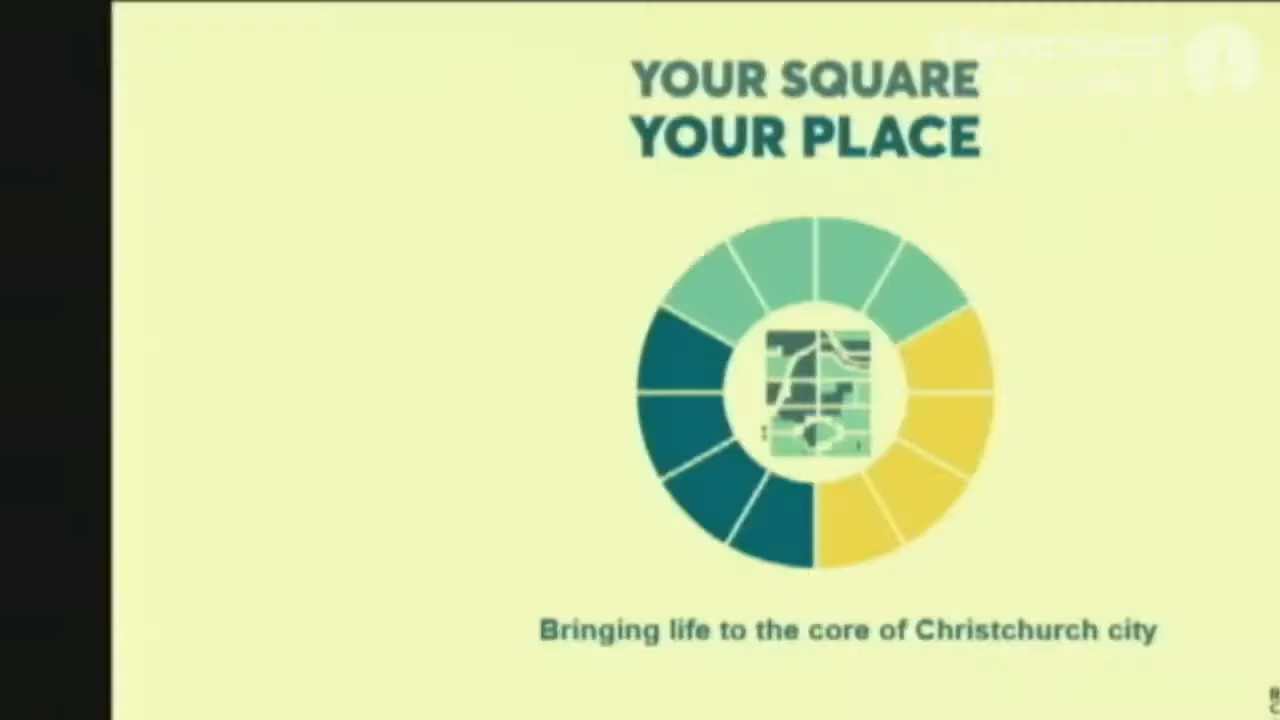 YOUR SQUARE
YOUR PLACE
Bringing life to the core of Christchurch city